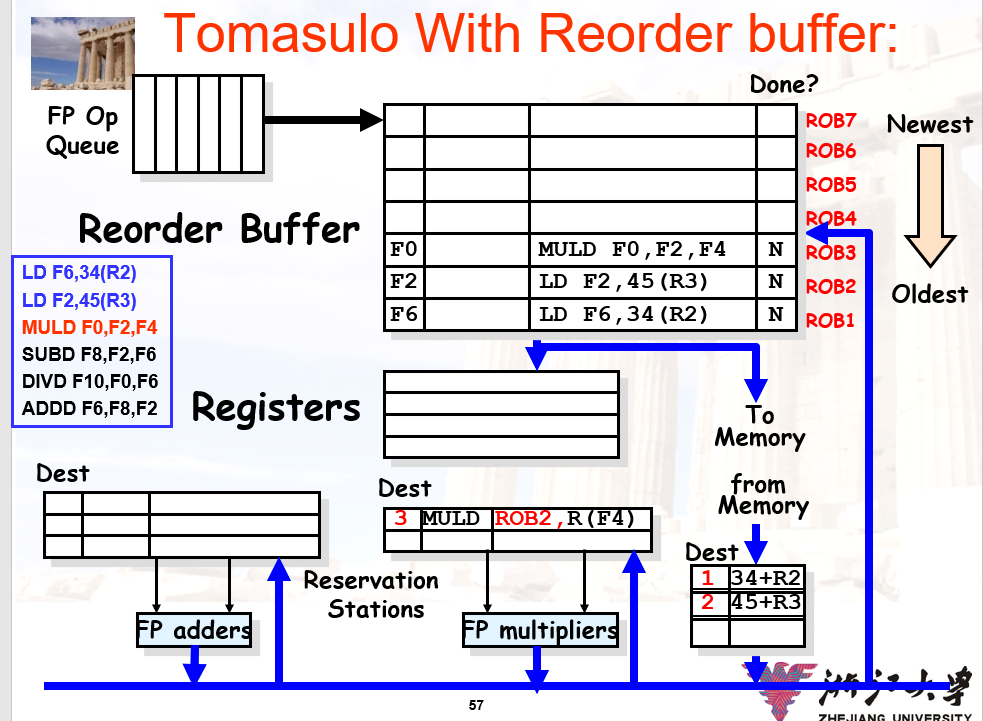 Tomasulo With Reorder buffer:
Done?
FP Op
Queue
ROB7
Newest
ROB6
ROB5
Reorder Buffer
ROB4
F0 MULD F0,F2,F4 N ROB3
F2 LD F2,45(R3) N ROB2
F6 LD F6,34(R2) N ROB1
Oldest
LD F6,34(R2)
LD F2,45(R3)
MULD F0,F2,F4
SUBD F8,F2,F6
DIVD F10,F0,F6
ADDD F6,F8,F2
Registers
To
Memory
from
Memory
Dest
Dest
3 MULD ROB2,R(F4)
Dest
1 34+R2
2 45+R3
Reservation
Stations
FP adders
FP multipliers
57
浙江大学
ZHEJIANG UNIVERSITY